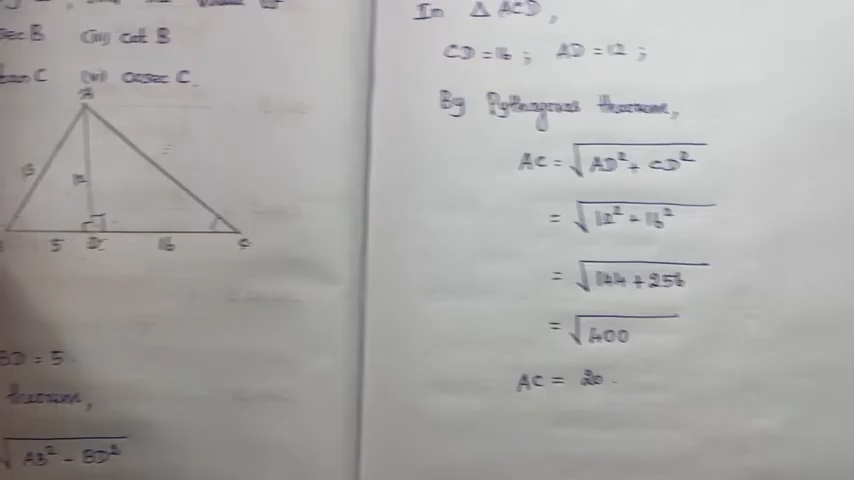 sec B (iii) cot B
tan C (vi) cosec C.
A
13
12
5 D 16 C
BD = 5.
theorem,
√AB² - BD²
In Δ ACD,
CD = 16 ; AD = 12 ;
By Pythagoras theorem,
AC = √AD² + CD²
= √12² + 16²
= √144 + 256
= √400
AC = 20.